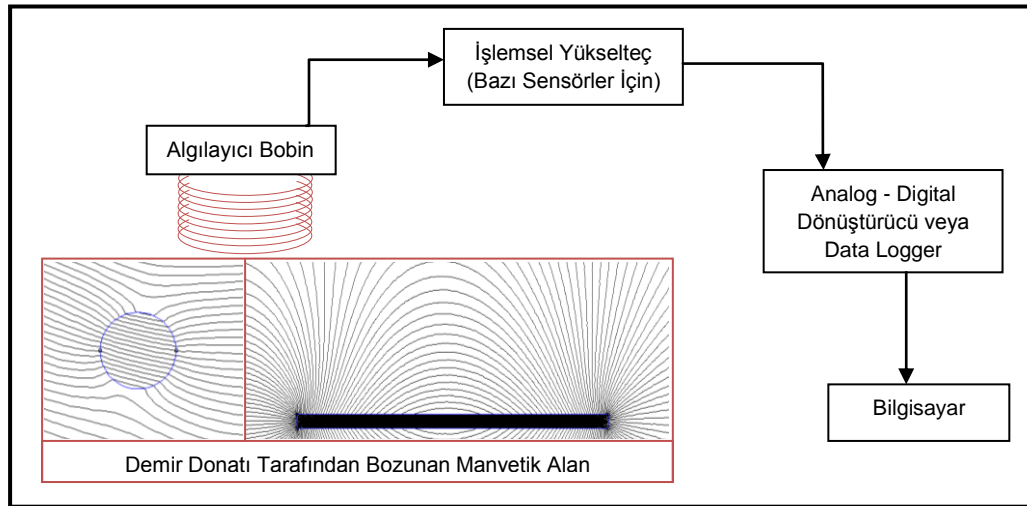 İşlemsel Yükselteç
(Bazı Sensörler İçin)
Algılayıcı Bobin
Analog - Digital
Dönüştürücü veya
Data Logger
Bilgisayar
Demir Donatı Tarafından Bozunan Manvetik Alan